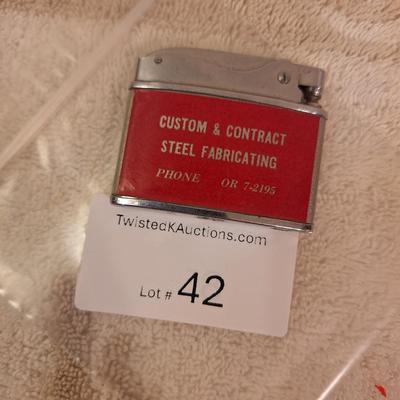 CUSTOM & CONTRACT
STEEL FABRICATING
PHONE OR 7-2195
TwistedKAuctions.com
Lot # 42